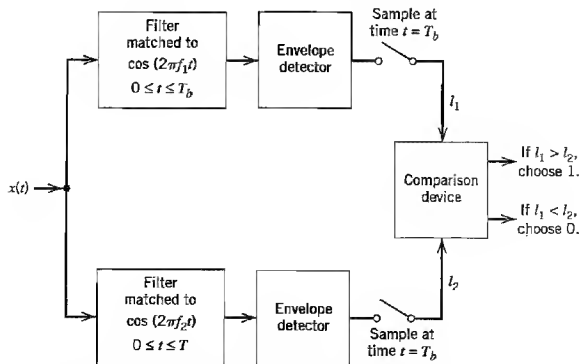 Filter
matched to
cos (2πf₁t)
0 ≤ t ≤ T_b
Envelope
detector
Sample at
time t = T_b
l₁
x(t)
Comparison
device
If l₁ > l₂,
choose 1.
If l₁ < l₂,
choose 0.
Filter
matched to
cos (2πf₂t)
0 ≤ t ≤ T
Envelope
detector
l₂
Sample at
time t = T_b